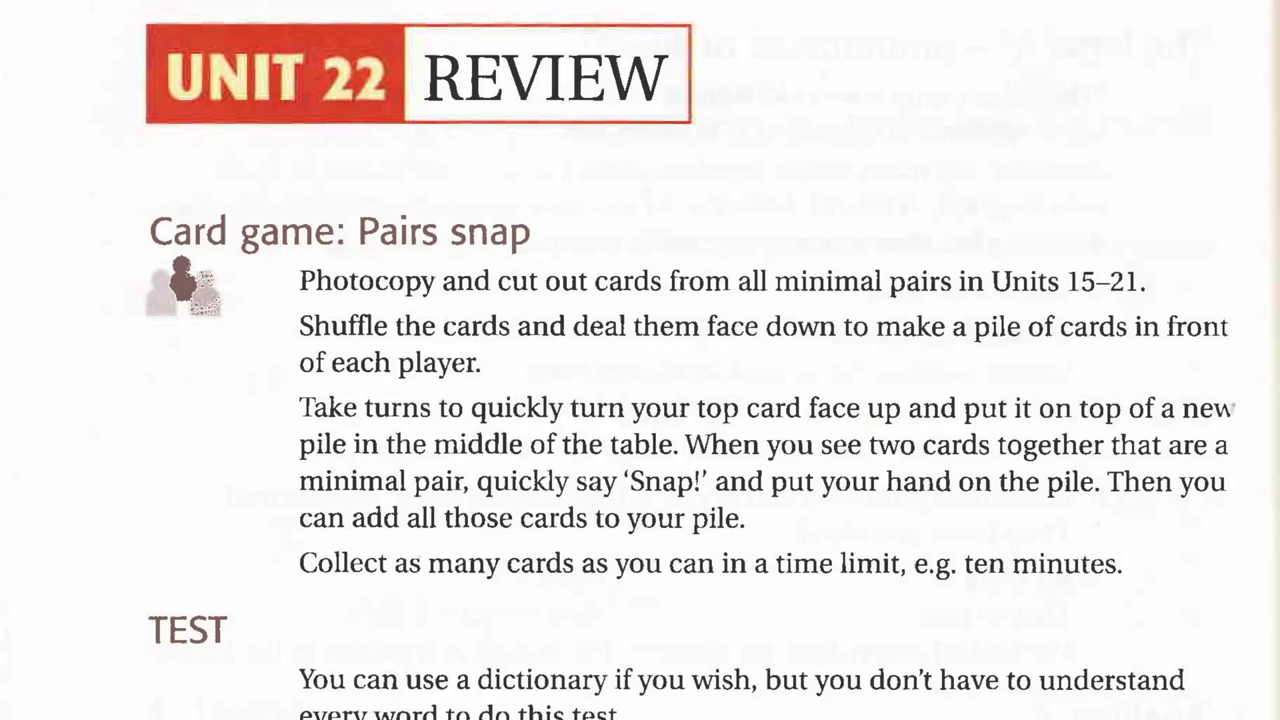 UNIT 22 REVIEW
Card game: Pairs snap
Photocopy and cut out cards from all minimal pairs in Units 15–21.
Shuffle the cards and deal them face down to make a pile of cards in front
of each player.
Take turns to quickly turn your top card face up and put it on top of a new
pile in the middle of the table. When you see two cards together that are a
minimal pair, quickly say ‘Snap!’ and put your hand on the pile. Then you
can add all those cards to your pile.
Collect as many cards as you can in a time limit, e.g. ten minutes.
TEST
You can use a dictionary if you wish, but you don’t have to understand
every word to do this test.